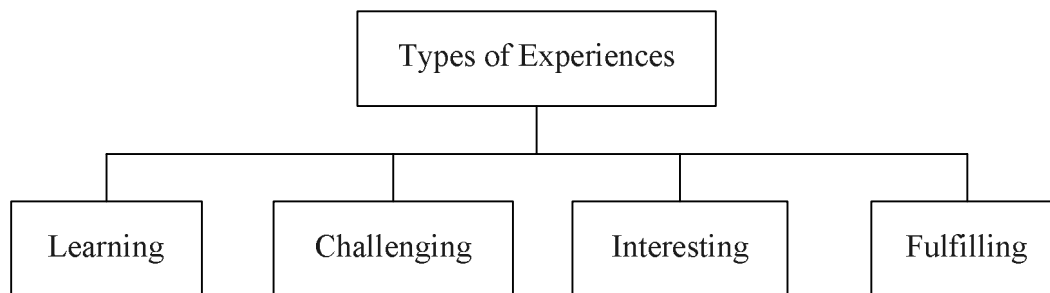 Types of Experiences
Learning
Challenging
Interesting
Fulfilling